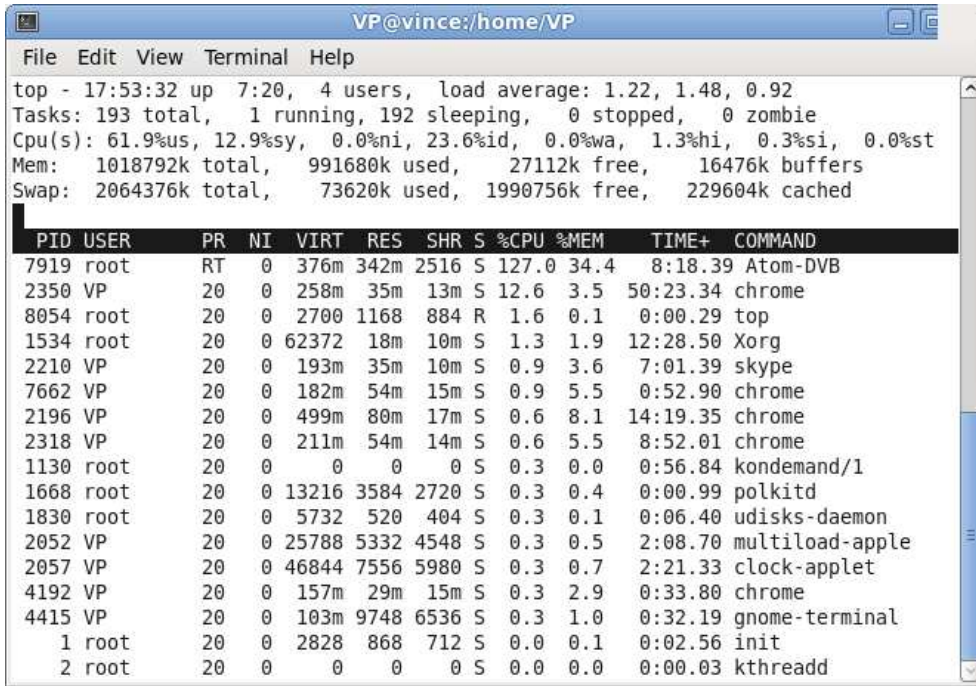 VP@vince:/home/VP
File Edit View Terminal Help
top - 17:53:32 up  7:20,  4 users,  load average: 1.22, 1.48, 0.92
Tasks: 193 total,   1 running, 192 sleeping,   0 stopped,   0 zombie
Cpu(s): 61.9%us, 12.9%sy,  0.0%ni, 23.6%id,  0.0%wa,  1.3%hi,  0.3%si,  0.0%st
Mem:   1018792k total,   991680k used,    27112k free,    16476k buffers
Swap:  2064376k total,    73620k used,  1990756k free,   229604k cached
PID USER      PR  NI  VIRT  RES  SHR S %CPU %MEM    TIME+  COMMAND
7919 root      RT   0  376m 342m 2516 S 127.0 34.4   8:18.39 Atom-DVB
2350 VP        20   0  258m  35m  13m S 12.6  3.5  50:23.34 chrome
8054 root      20   0  2700 1168  884 R  1.6  0.1   0:00.29 top
1534 root      20   0 62372  18m  10m S  1.3  1.9  12:28.50 Xorg
2210 VP        20   0  193m  35m  10m S  0.9  3.6   7:01.39 skype
7662 VP        20   0  182m  54m  15m S  0.9  5.5   0:52.90 chrome
2196 VP        20   0  499m  80m  17m S  0.6  8.1  14:19.35 chrome
2318 VP        20   0  211m  54m  14m S  0.6  5.5   8:52.01 chrome
1130 root      20   0     0    0    0 S  0.3  0.0   0:56.84 kondemand/1
1668 root      20   0 13216 3584 2720 S  0.3  0.4   0:00.99 polkitd
1830 root      20   0  5732  520  404 S  0.3  0.1   0:06.40 udisks-daemon
2052 VP        20   0 25788 5332 4548 S  0.3  0.5   2:08.70 multiload-apple
2057 VP        20   0 46844 7556 5980 S  0.3  0.7   2:21.33 clock-applet
4192 VP        20   0  157m  29m  15m S  0.3  2.9   0:33.80 chrome
4415 VP        20   0  103m 9748 6536 S  0.3  1.0   0:32.19 gnome-terminal
1 root      20   0  2828  868  712 S  0.0  0.1   0:02.56 init
2 root      20   0     0    0    0 S  0.0  0.0   0:00.03 kthreadd